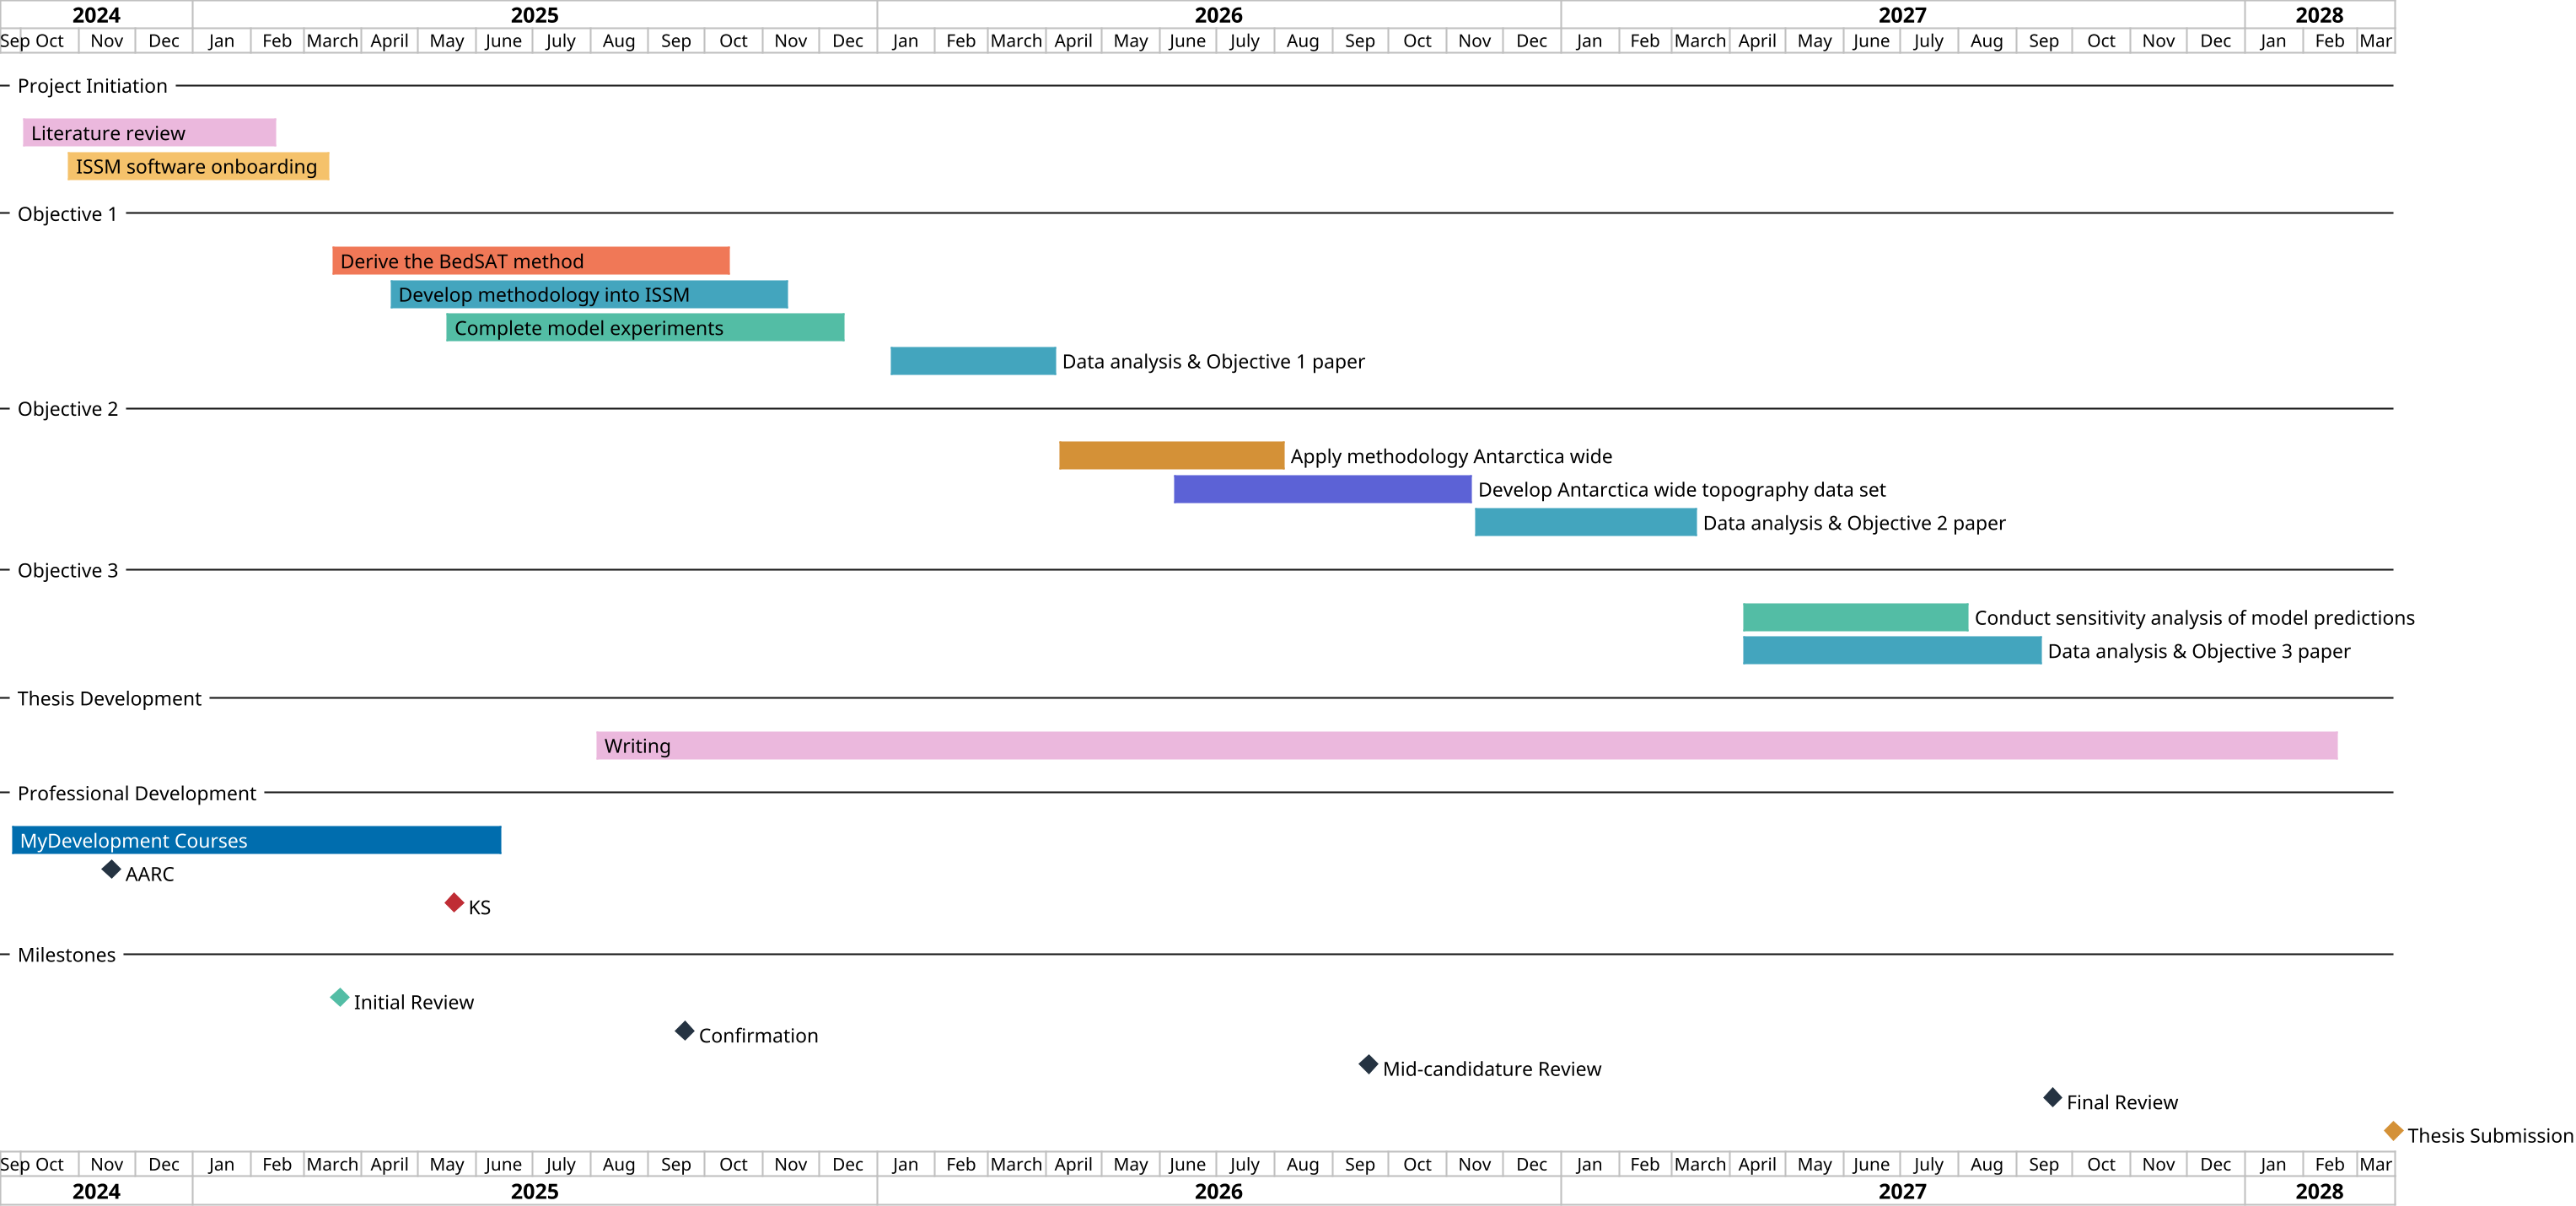 2024 2025 2026 2027 2028
Sep Oct Nov Dec Jan Feb March April May June July Aug Sep Oct Nov Dec Jan Feb March April May June July Aug Sep Oct Nov Dec Jan Feb March April May June July Aug Sep Oct Nov Dec Jan Feb Mar
Project Initiation
Literature review
ISSM software onboarding
Objective 1
Derive the BedSAT method
Develop methodology into ISSM
Complete model experiments
Data analysis & Objective 1 paper
Objective 2
Apply methodology Antarctica wide
Develop Antarctica wide topography data set
Data analysis & Objective 2 paper
Objective 3
Conduct sensitivity analysis of model predictions
Data analysis & Objective 3 paper
Thesis Development
Writing
Professional Development
MyDevelopment Courses
AARC
KS
Milestones
Initial Review
Confirmation
Mid-candidature Review
Final Review
Thesis Submission
Sep Oct Nov Dec Jan Feb March April May June July Aug Sep Oct Nov Dec Jan Feb March April May June July Aug Sep Oct Nov Dec Jan Feb March April May June July Aug Sep Oct Nov Dec Jan Feb Mar
2024 2025 2026 2027 2028